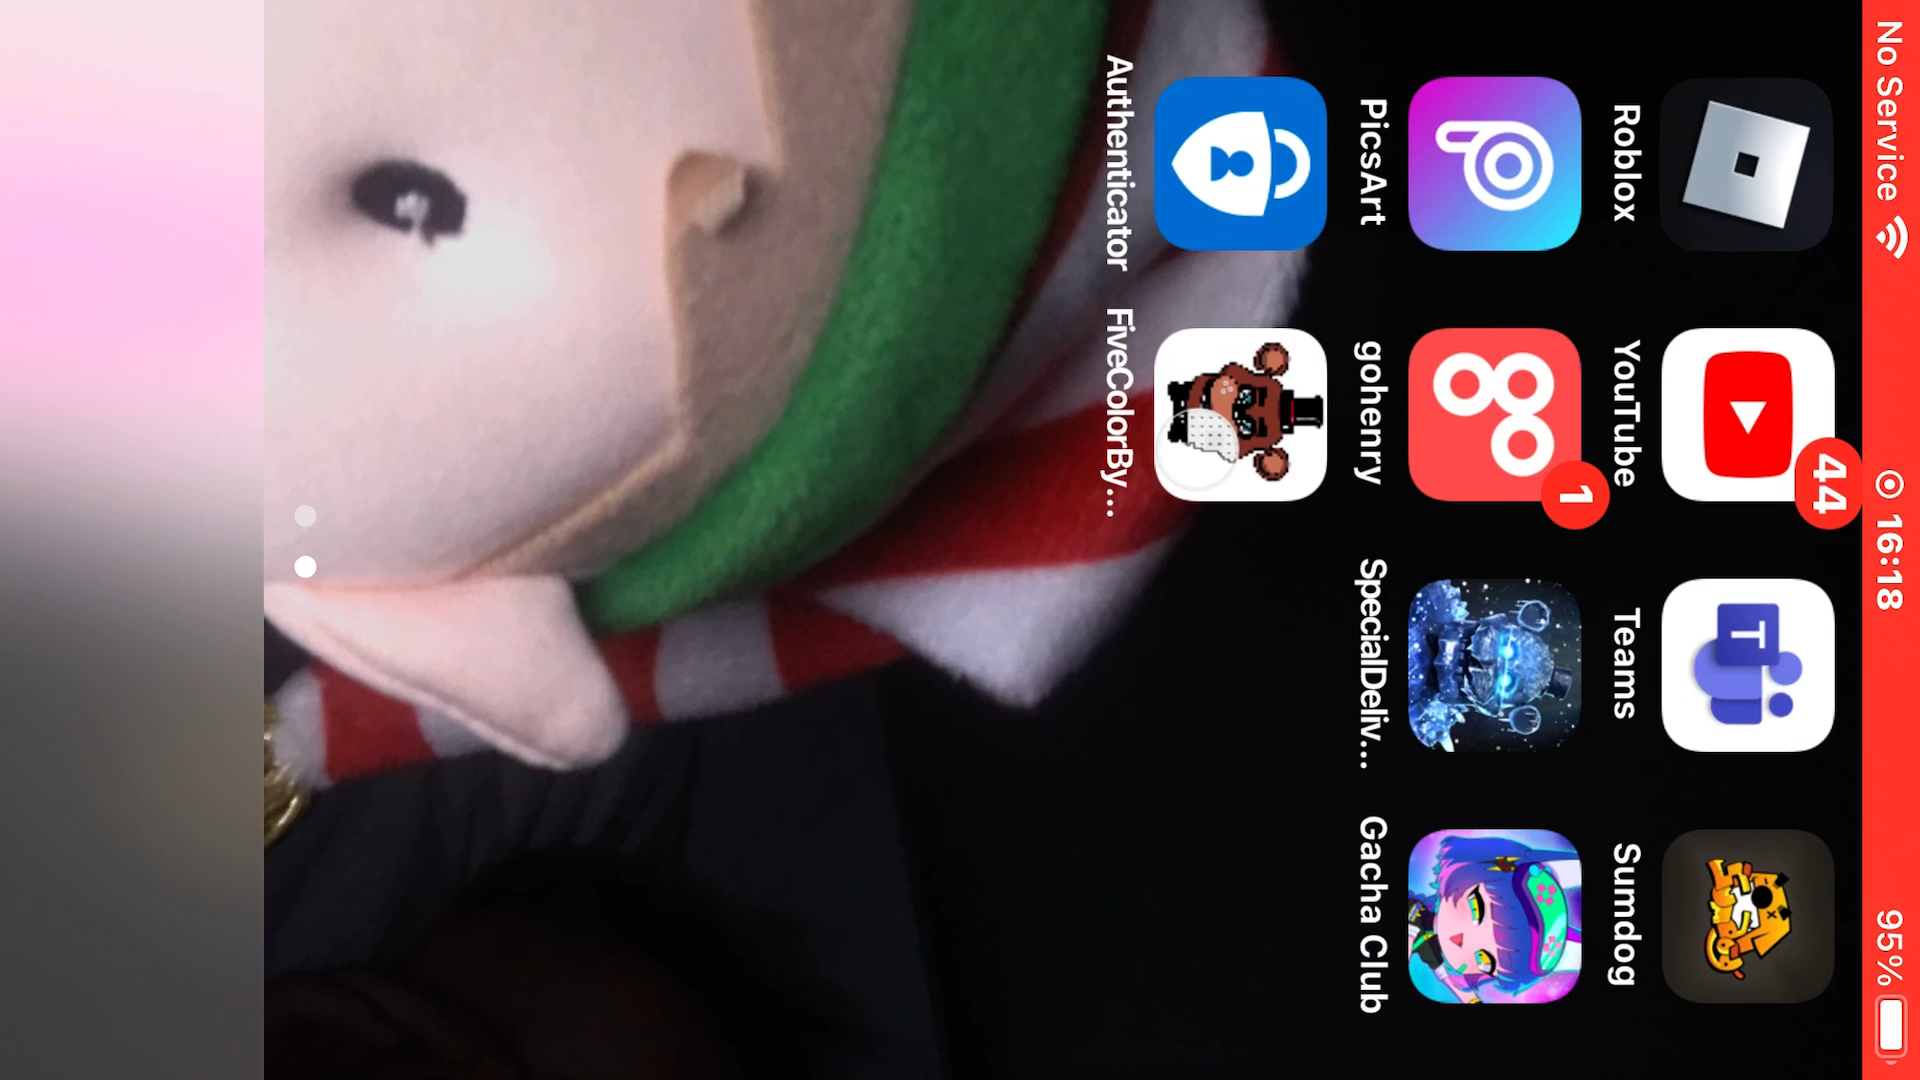 No Service 16:18 95%
44
Roblox YouTube Teams Sumdog
1
PicsArt gohenry SpecialDeliv... Gacha Club
Authenticator FiveColorBy...